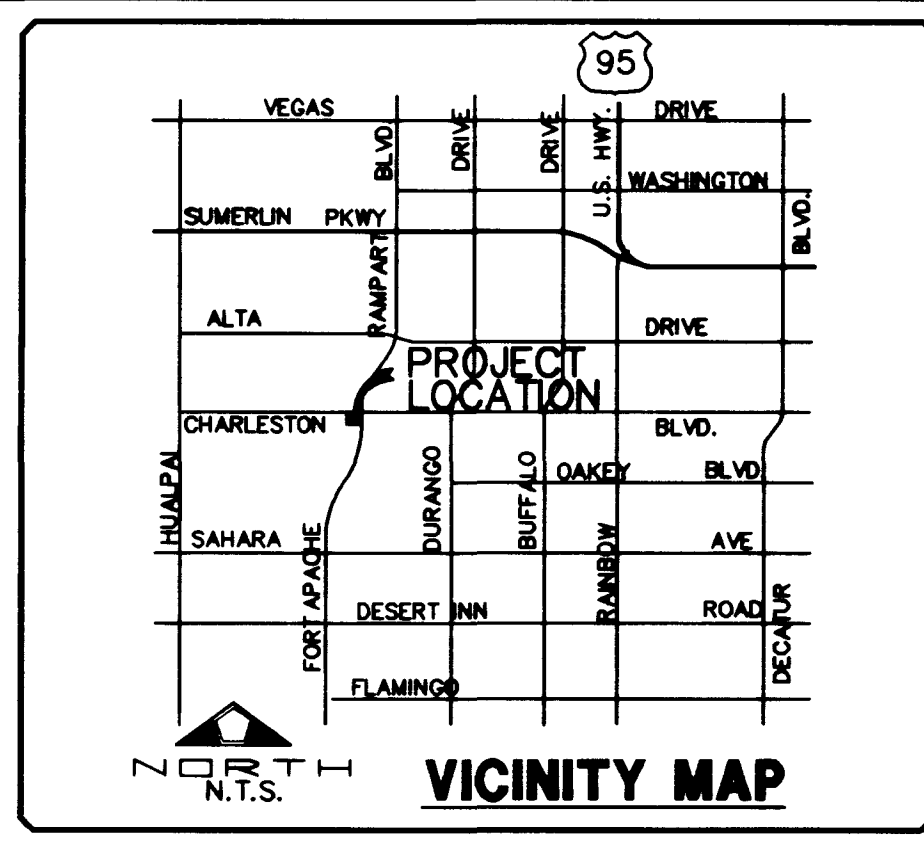 95
VEGAS DRIVE
BLVD.
DRIVE
DRIVE
U.S. HWY.
WASHINGTON
BLVD.
SUMERLIN PKWY
RAMPART
ALTA DRIVE
PROJECT
LOCATION
CHARLESTON BLVD.
HUALPAI
DURANGO
BUFFALO
OAKEY BLVD
SAHARA AVE
FORT APACHE
RAINBOW
DESERT INN ROAD
DECATUR
FLAMINGO
NORTH
N.T.S.
VICINITY MAP